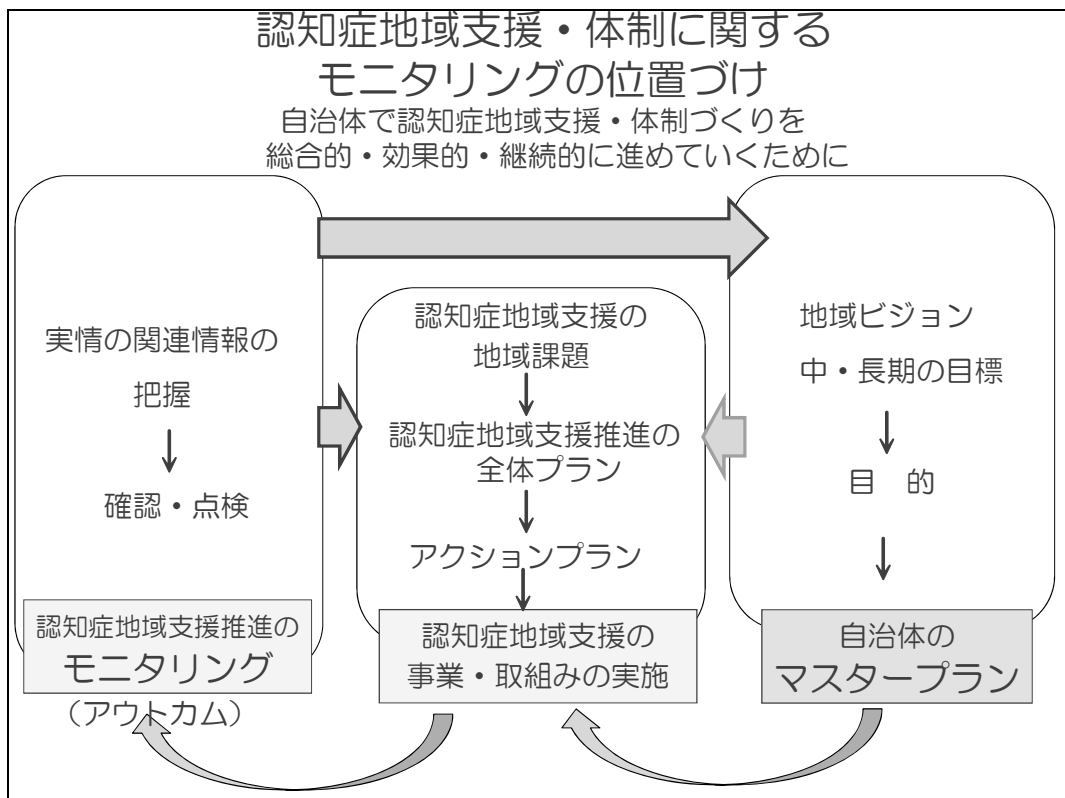 認知症地域支援・体制に関する
モニタリングの位置づけ
自治体で認知症地域支援・体制づくりを
総合的・効果的・継続的に進めていくために
実情の関連情報の
把握
確認・点検
認知症地域支援推進の
モニタリング
（アウトカム）
認知症地域支援の
地域課題
認知症地域支援推進の
全体プラン
アクションプラン
認知症地域支援の
事業・取組みの実施
地域ビジョン
中・長期の目標
目　的
自治体の
マスタープラン